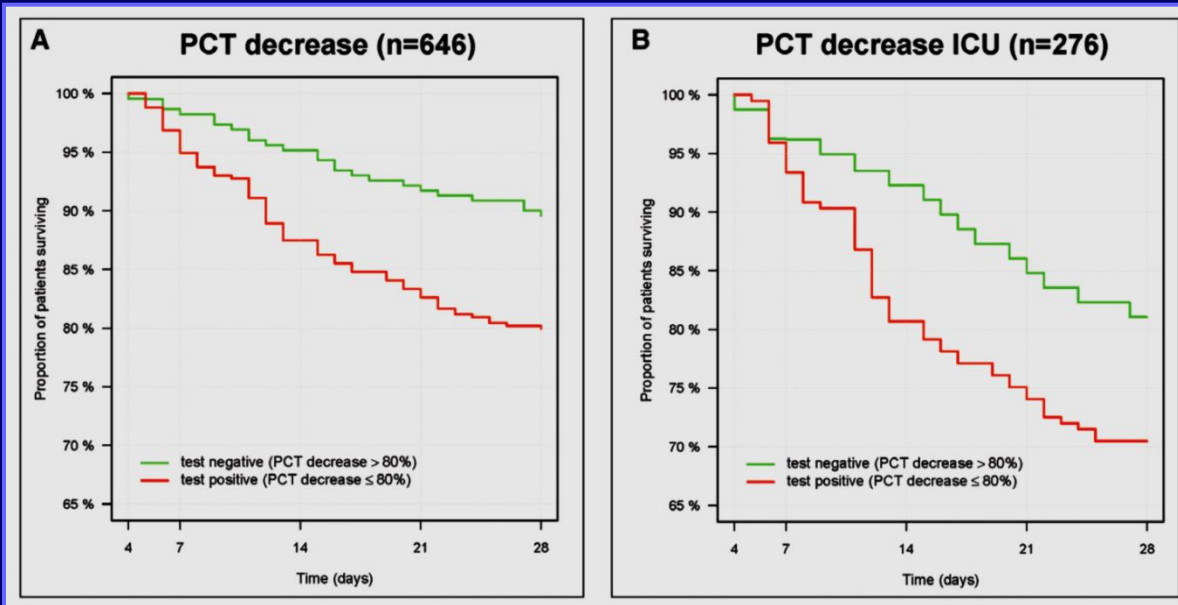 A
PCT decrease (n=646)
Proportion of patients surviving
100 %
95 %
90 %
85 %
80 %
75 %
70 %
65 %
test negative (PCT decrease > 80%)
test positive (PCT decrease ≤ 80%)
4 7 14 21 28
Time (days)
B
PCT decrease ICU (n=276)
Proportion of patients surviving
100 %
95 %
90 %
85 %
80 %
75 %
70 %
65 %
test negative (PCT decrease > 80%)
test positive (PCT decrease ≤ 80%)
4 7 14 21 28
Time (days)